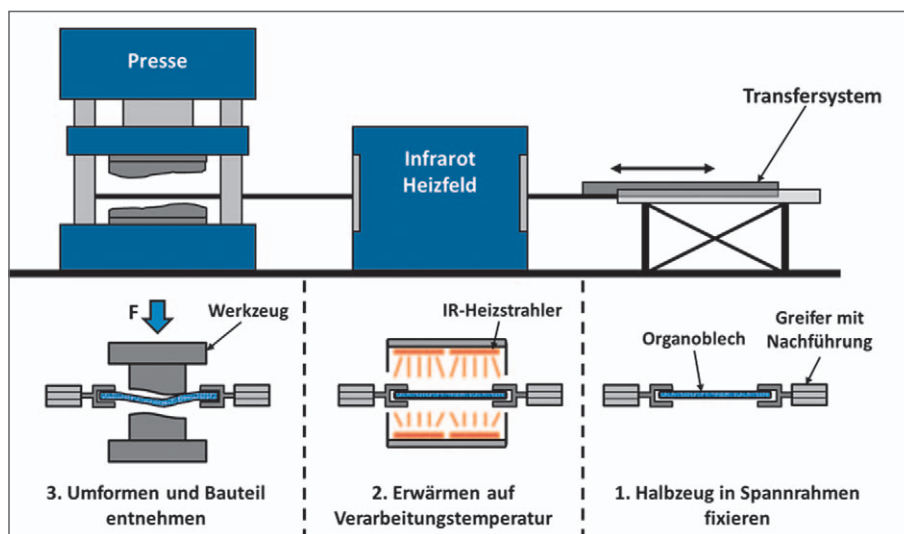 Presse
Transfersystem
Infrarot
Heizfeld
F
Werkzeug
IR-Heizstrahler
Organoblech
Greifer mit
Nachführung
3. Umformen und Bauteil
entnehmen
2. Erwärmen auf
Verarbeitungstemperatur
1. Halbzeug in Spannrahmen
fixieren